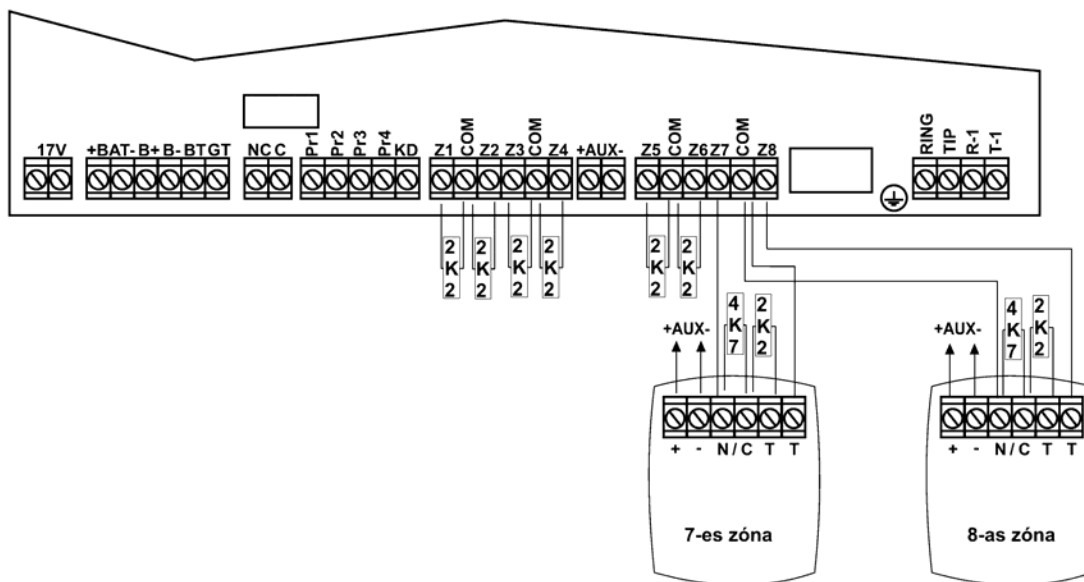 17V +BAT- B+ B- BT GT NC C Pr1 Pr2 Pr3 Pr4 KD Z1 COM Z2 Z3 COM Z4 +AUX- Z5 COM Z6 Z7 COM Z8 RING TIP R-1 T-1
2K2 2K2 2K2 2K2 2K2 2K2
4K7 2K2 4K7 2K2
+AUX- +AUX-
+ - N / C T T + - N / C T T
7-es zóna 8-as zóna